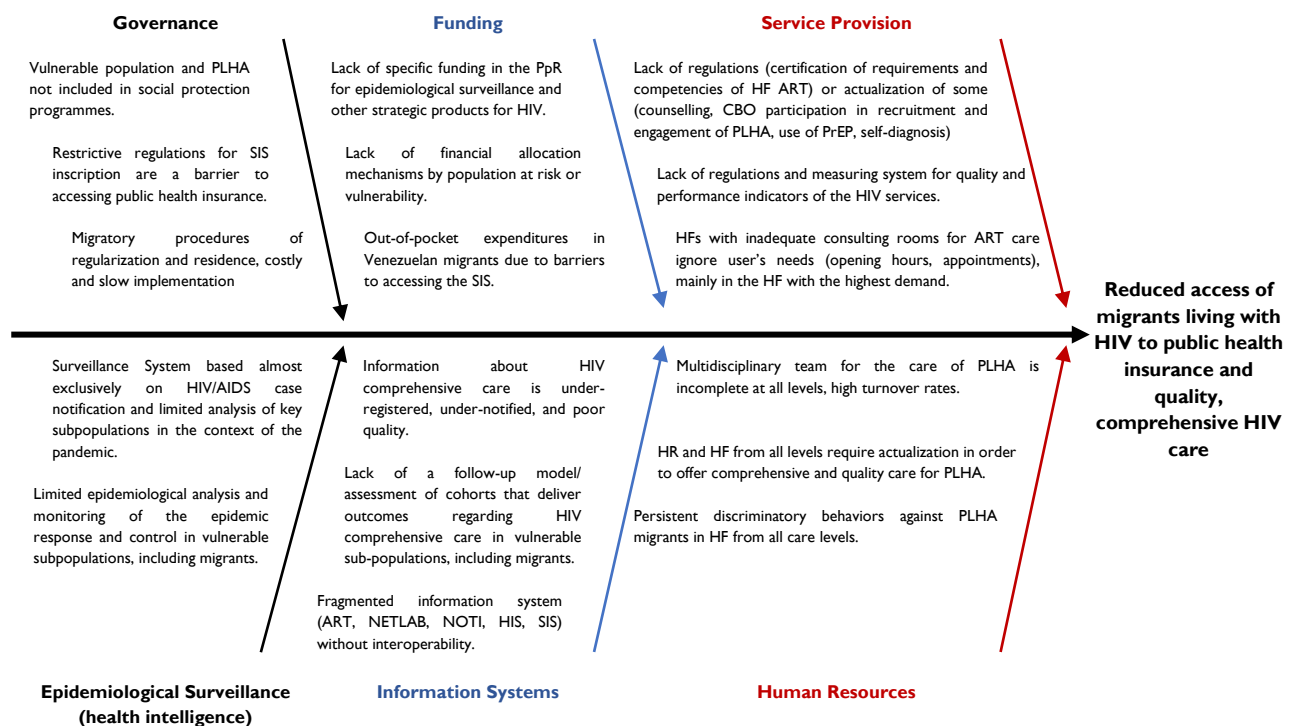 Governance
Vulnerable population and PLHA
not included in social protection
programmes.
Restrictive regulations for SIS
inscription are a barrier to
accessing public health insurance.
Migratory procedures of
regularization and residence, costly
and slow implementation
Funding
Lack of specific funding in the PpR
for epidemiological surveillance and
other strategic products for HIV.
Lack of financial allocation
mechanisms by population at risk or
vulnerability.
Out-of-pocket expenditures in
Venezuelan migrants due to barriers
to accessing the SIS.
Service Provision
Lack of regulations (certification of requirements and
competencies of HF ART) or actualization of some
(counselling, CBO participation in recruitment and
engagement of PLHA, use of PrEP, self-diagnosis)
Lack of regulations and measuring system for quality and
performance indicators of the HIV services.
HFs with inadequate consulting rooms for ART care
ignore user's needs (opening hours, appointments),
mainly in the HF with the highest demand.
Reduced access of
migrants living with
HIV to public health
insurance and
quality,
comprehensive HIV
care
Surveillance System based almost
exclusively on HIV/AIDS case
notification and limited analysis of key
subpopulations in the context of the
pandemic.
Limited epidemiological analysis and
monitoring of the epidemic
response and control in vulnerable
subpopulations, including migrants.
Epidemiological Surveillance
(health intelligence)
Information about HIV
comprehensive care is under-
registered, under-notified, and poor
quality.
Lack of a follow-up model/
assessment of cohorts that deliver
outcomes regarding HIV
comprehensive care in vulnerable
sub-populations, including migrants.
Fragmented information system
(ART, NETLAB, NOTI, HIS, SIS)
without interoperability.
Information Systems
Multidisciplinary team for the care of PLHA is
incomplete at all levels, high turnover rates.
HR and HF from all levels require actualization in order
to offer comprehensive and quality care for PLHA.
Persistent discriminatory behaviors against PLHA
migrants in HF from all care levels.
Human Resources